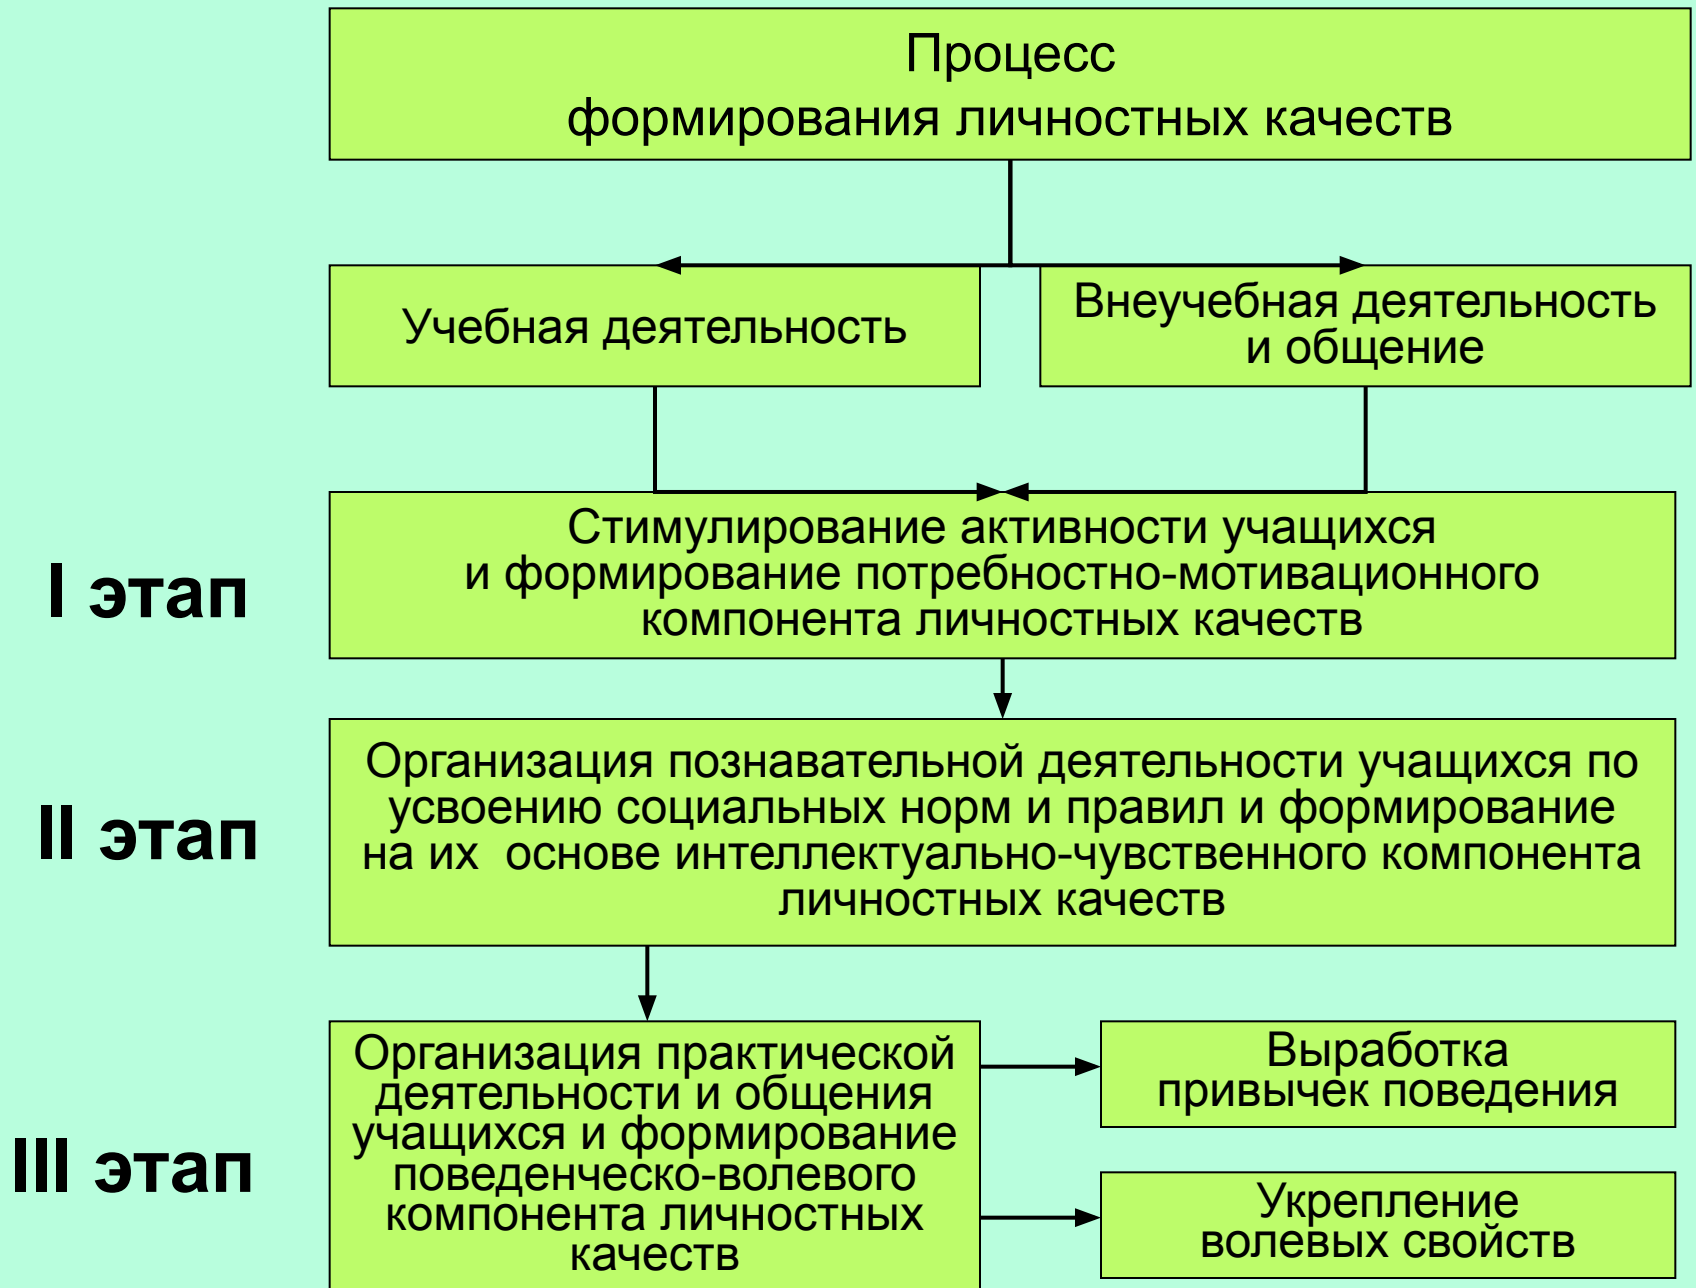 Процесс
формирования личностных качеств
Учебная деятельность
Внеучебная деятельность
и общение
I этап
Стимулирование активности учащихся
и формирование потребностно-мотивационного
компонента личностных качеств
II этап
Организация познавательной деятельности учащихся по
усвоению социальных норм и правил и формирование
на их  основе интеллектуально-чувственного компонента
личностных качеств
III этап
Организация практической
деятельности и общения
учащихся и формирование
поведенческо-волевого
компонента личностных
качеств
Выработка
привычек поведения
Укрепление
волевых свойств